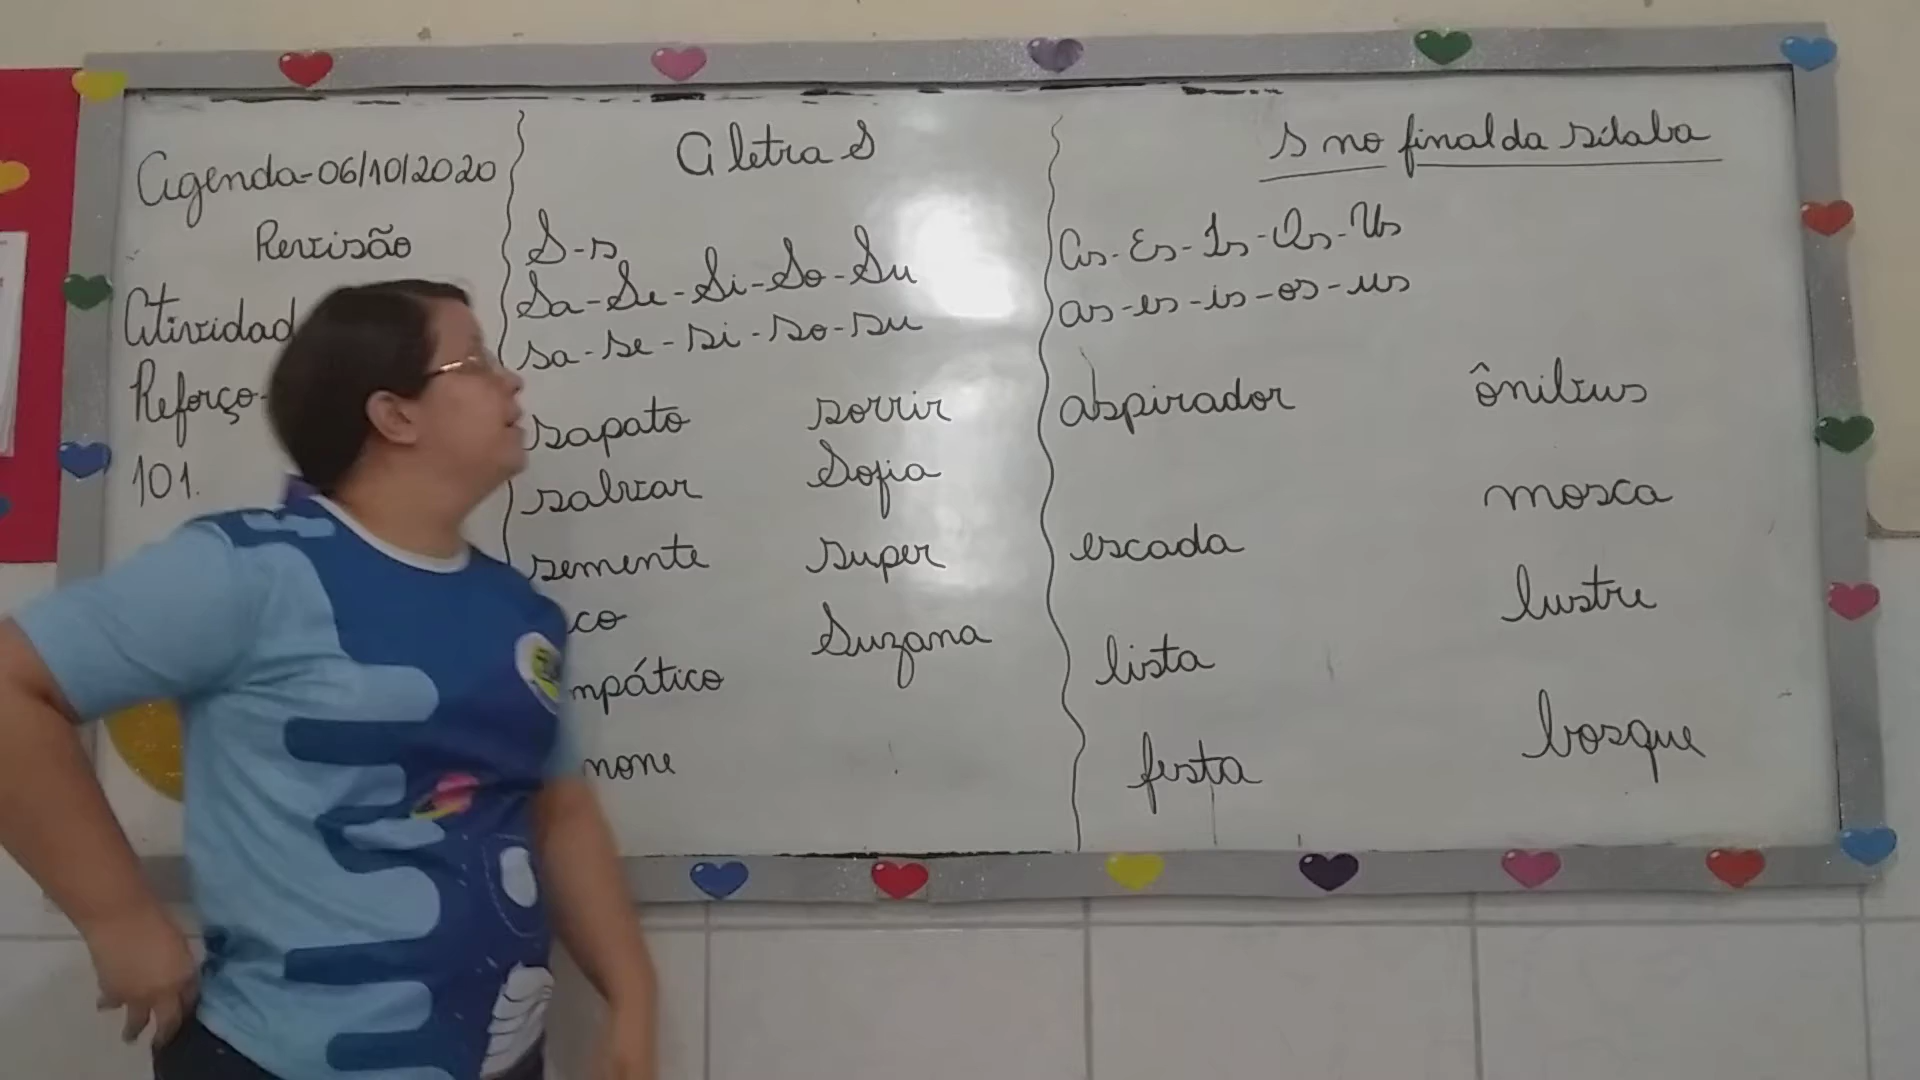 Agenda-06/10/2020
Revisão
Atividad
Reforço-
101.
A letra S
S-s
Sa-Se-Si-So-Su
sa-se-si-so-su
sapato
salvar
semente
co
mpático
mone
sorrir
Sofia
super
Suzana
S no final da sílaba
As-Es-Is-Os-Us
as-es-is-os-us
aspirador
escada
lista
festa
ônibus
mosca
lustre
bosque